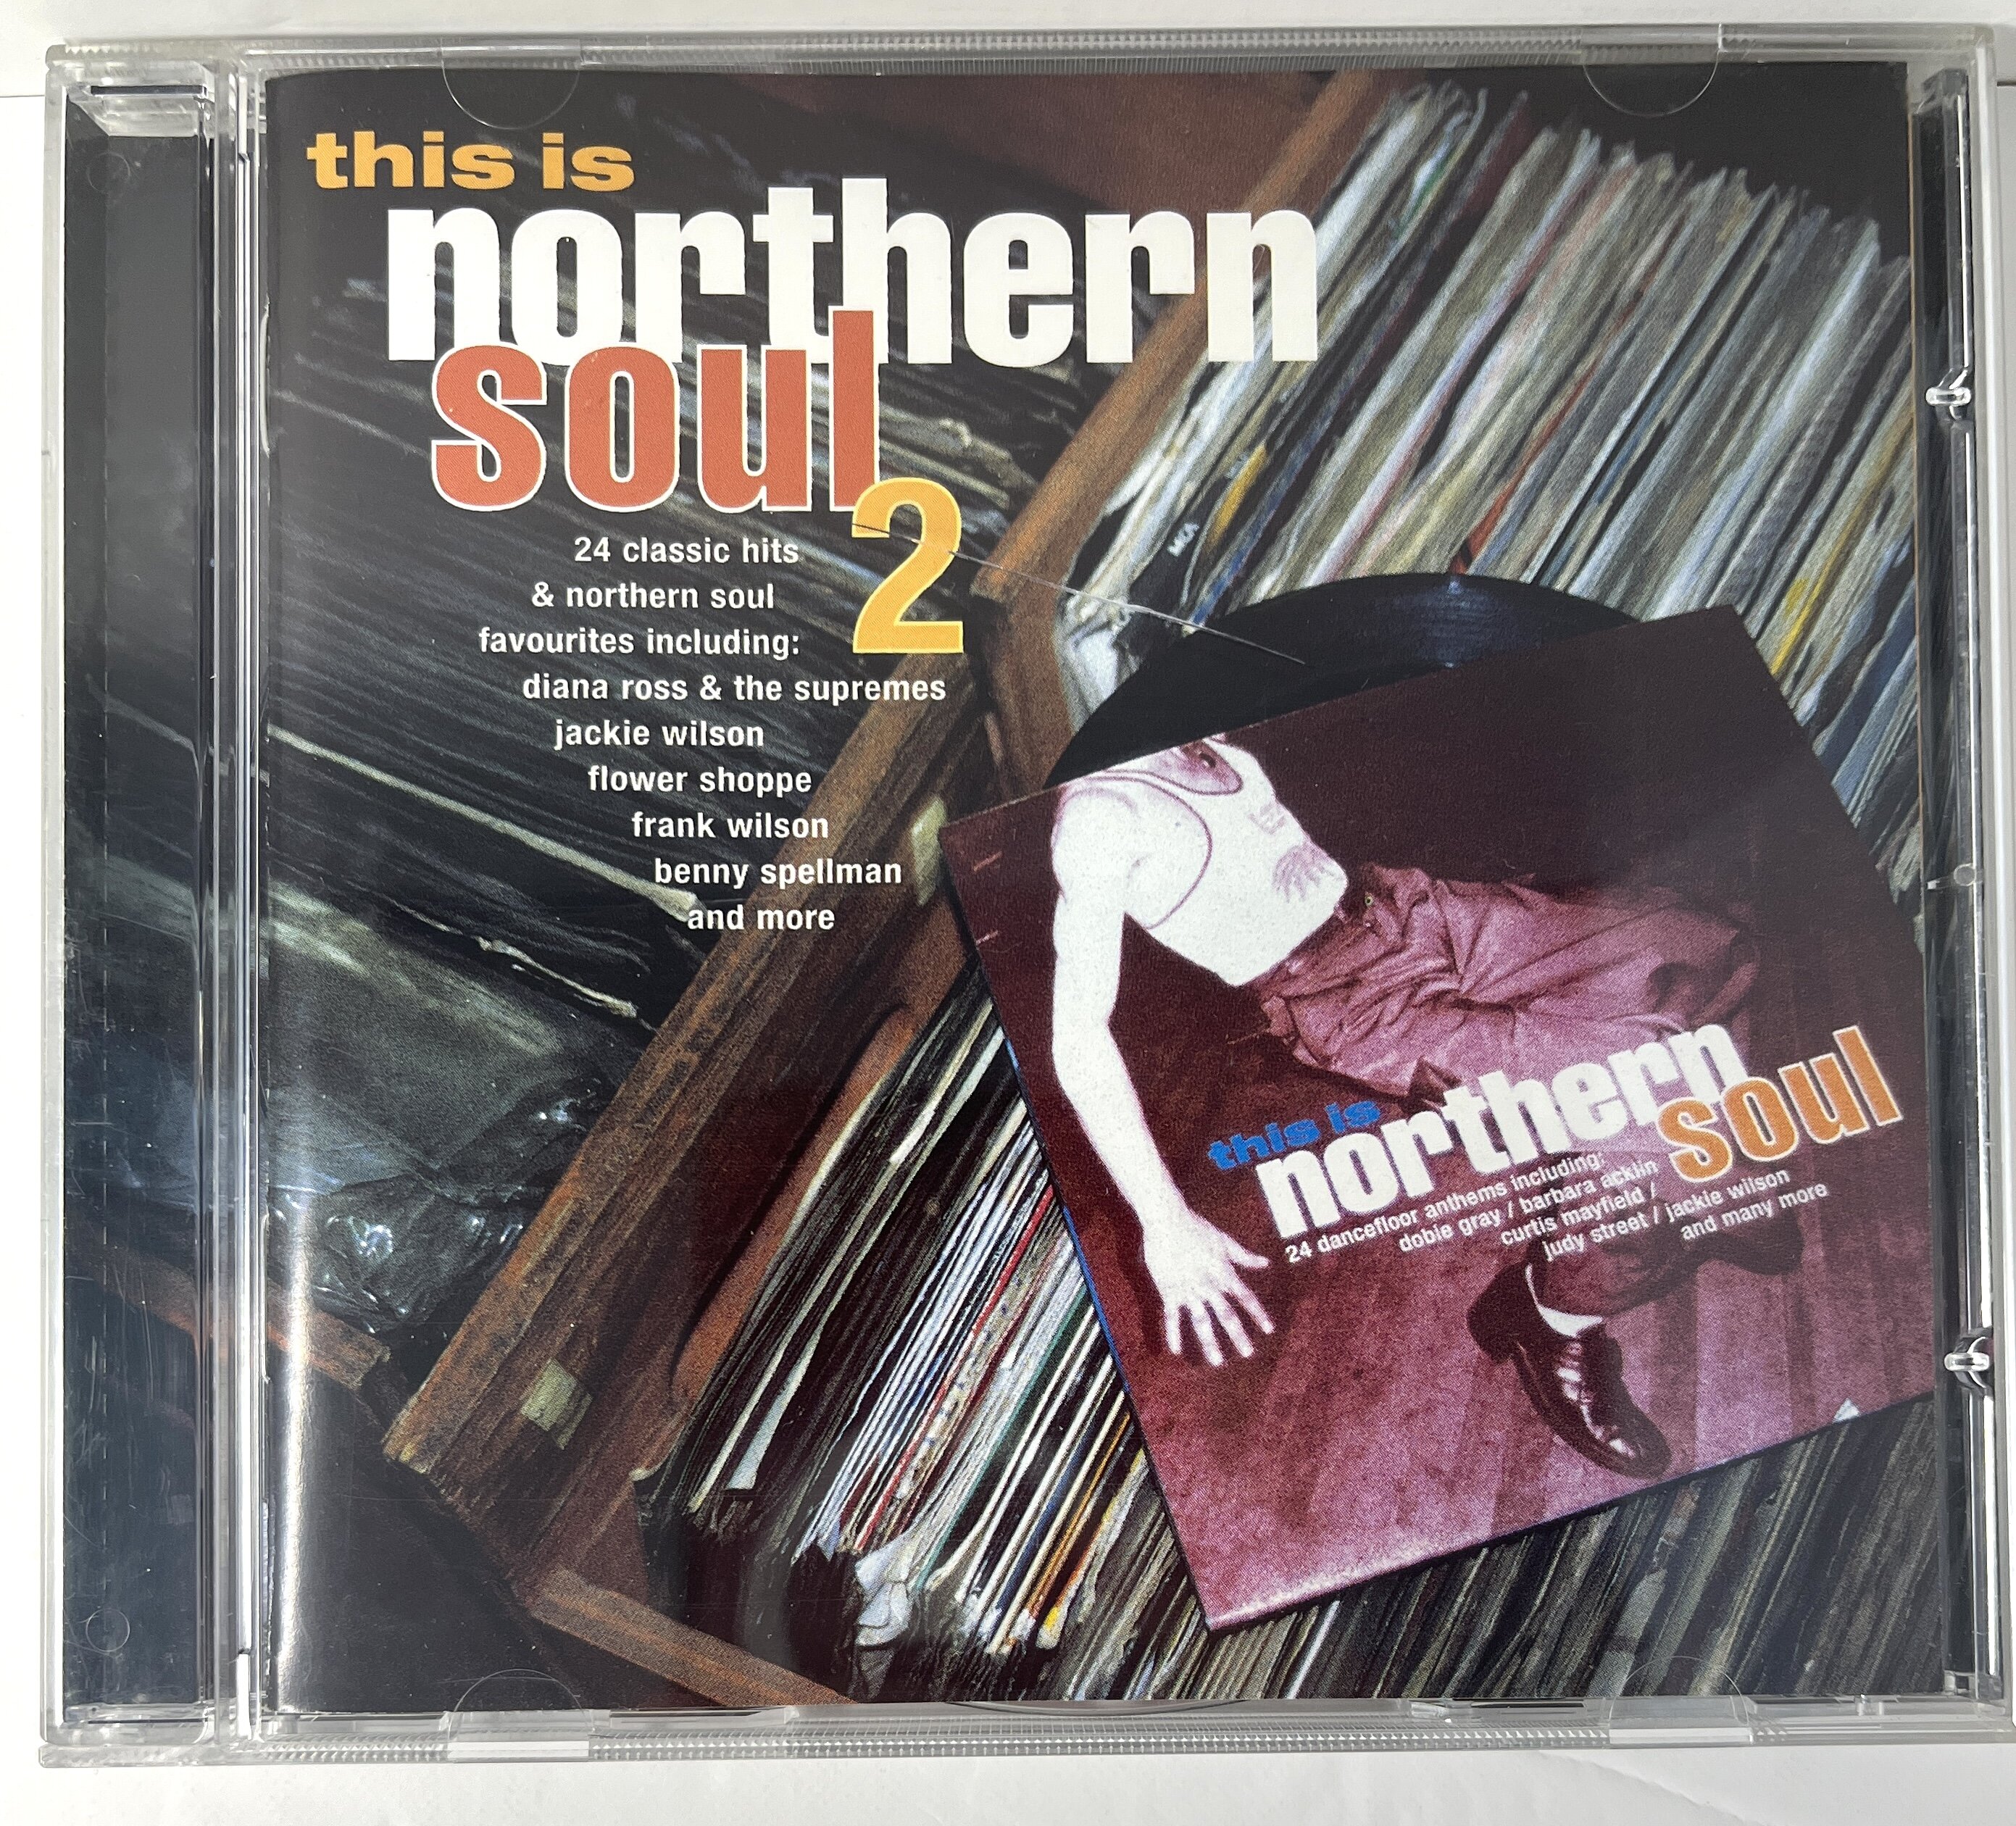 this is
northern
soul
2
24 classic hits
& northern soul
favourites including:
diana ross & the supremes
jackie wilson
flower shoppe
frank wilson
benny spellman
and more
MCA
this is
northern
soul
24 dancefloor anthems including:
dobie gray / barbara acklin
curtis mayfield /
judy street / jackie wilson
and many more